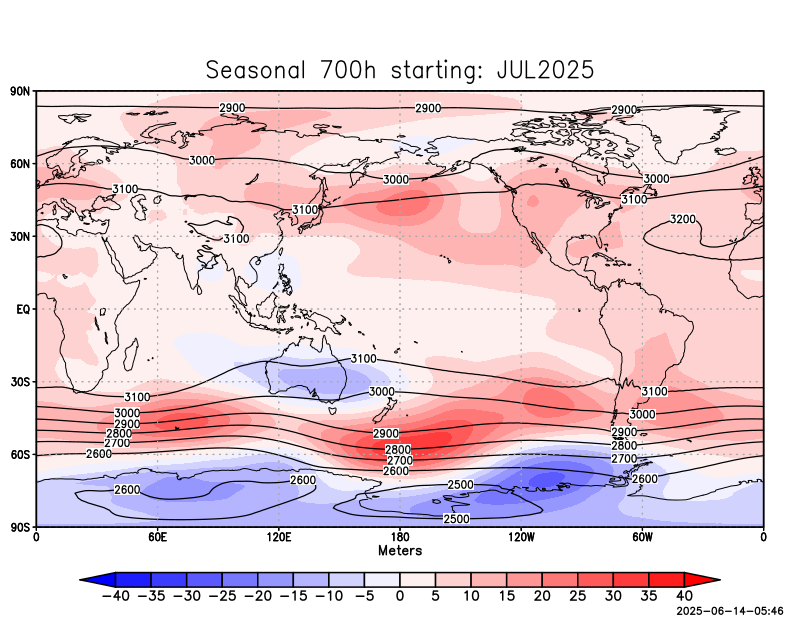 Seasonal 700h starting: JUL2025
90N
2900 2900 2900
60N
3000 3000 3000
3100 3100 3100
3200
30N
3100
EQ
3100
30S
3100 3000 3100
3000 3000
2900 2900 2900
2800 2800 2800
2700 2700 2700
60S
2600 2600 2600
2600 2600 2500
2500
90S
0 60E 120E 180 120W 60W 0
Meters
−40 −35 −30 −25 −20 −15 −10 −5 0 5 10 15 20 25 30 35 40
2025-06-14-05:46